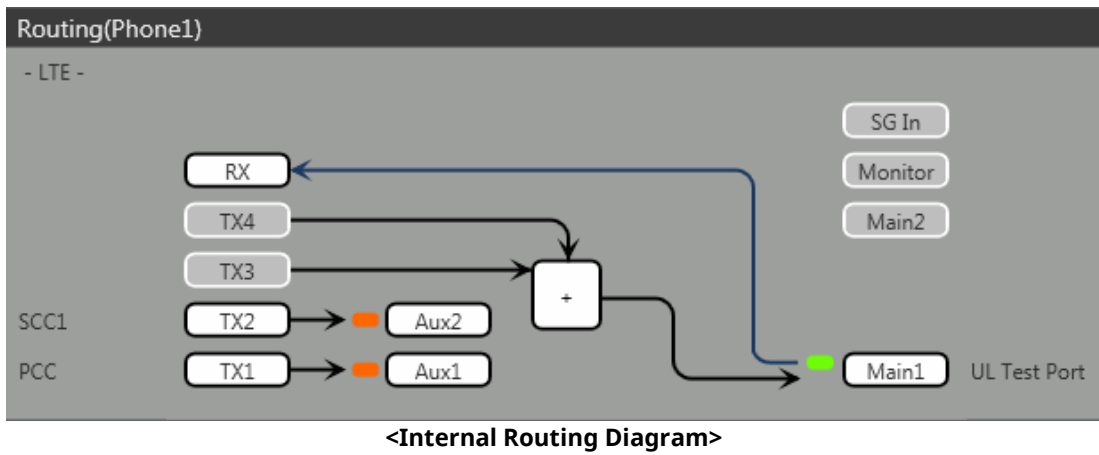 Routing(Phone1)
- LTE -
SG In
RX
Monitor
TX4
Main2
TX3
+
SCC1
TX2
Aux2
PCC
TX1
Aux1
Main1
UL Test Port
<Internal Routing Diagram>